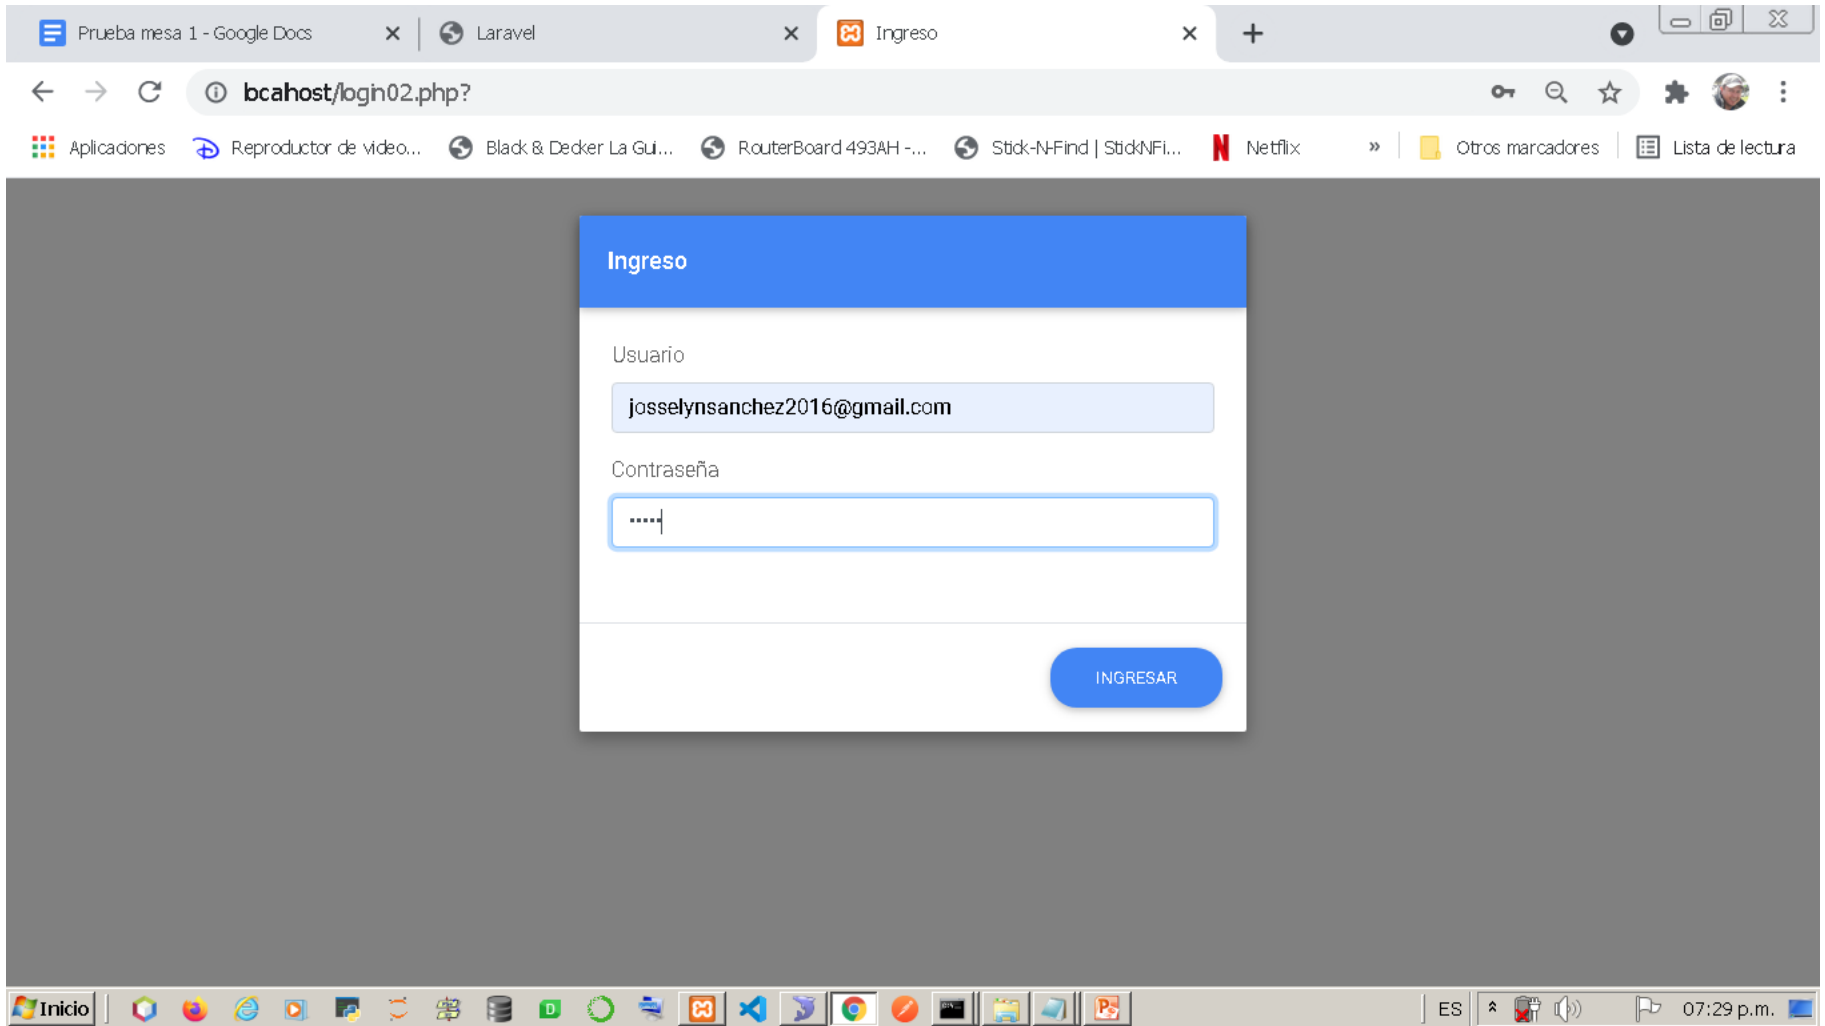 Prueba mesa 1 - Google Docs
Laravel
Ingreso
bcahost/login02.php?
Aplicaciones
Reproductor de video...
Black & Decker La Gui...
RouterBoard 493AH -...
Stick-N-Find | StickNFi...
Netflix
»
Otros marcadores
Lista de lectura
Ingreso
Usuario
josselynsanchez2016@gmail.com
Contraseña
•••••
INGRESAR
Inicio
ES
07:29 p.m.